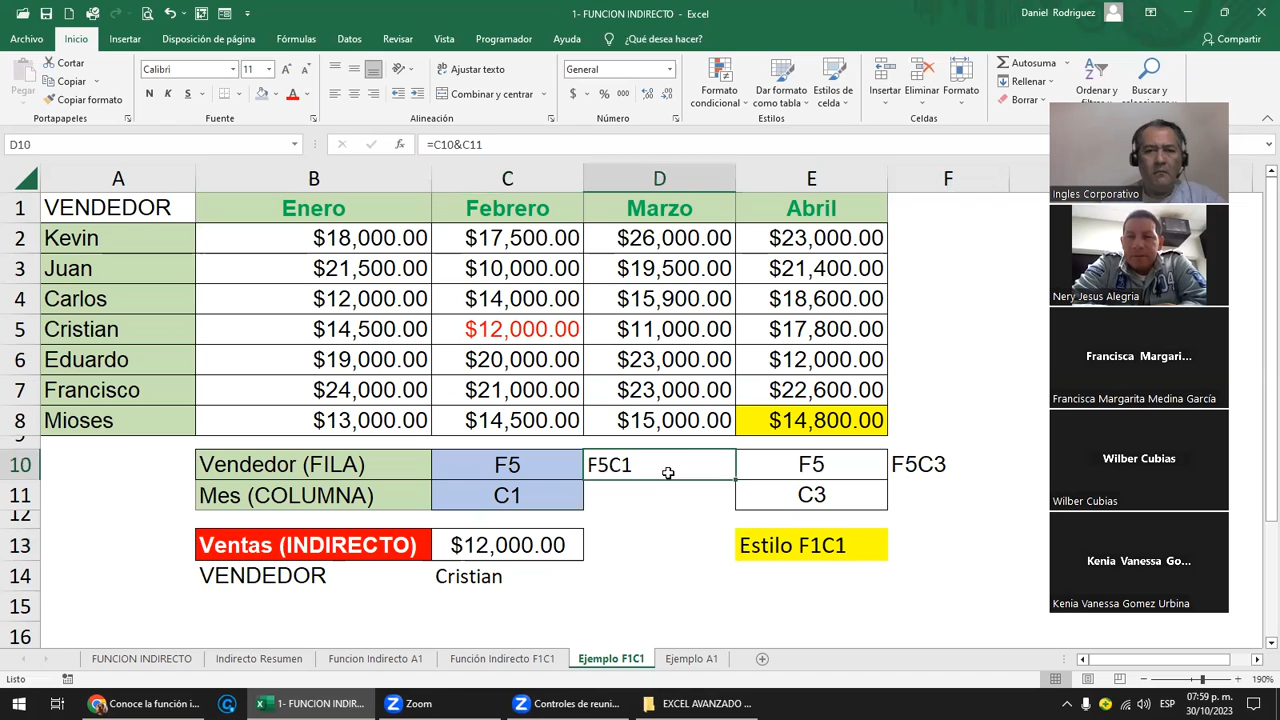 1- FUNCION INDIRECTO - Excel
Daniel Rodriguez
Archivo Inicio Insertar Disposición de página Fórmulas Datos Revisar Vista Programador Ayuda ¿Qué desea hacer? Compartir
Pegar
Cortar
Copiar
Copiar formato
Portapapeles
Calibri 11
N K S
Fuente
Ajustar texto
Combinar y centrar
Alineación
General
$ % 000
Número
Formato condicional
Dar formato como tabla
Estilos de celda
Estilos
Insertar Eliminar Formato
Celdas
Autosuma
Rellenar
Borrar
Ordenar y
Buscar y
D10 fx =C10&C11
A B C D E F
1 VENDEDOR Enero Febrero Marzo Abril
2 Kevin $18,000.00 $17,500.00 $26,000.00 $23,000.00
3 Juan $21,500.00 $10,000.00 $19,500.00 $21,400.00
4 Carlos $12,000.00 $14,000.00 $15,900.00 $18,600.00
5 Cristian $14,500.00 $12,000.00 $11,000.00 $17,800.00
6 Eduardo $19,000.00 $20,000.00 $23,000.00 $12,000.00
7 Francisco $24,000.00 $21,000.00 $23,000.00 $22,600.00
8 Mioses $13,000.00 $14,500.00 $15,000.00 $14,800.00
9
10 Vendedor (FILA) F5 F5C1 F5 F5C3
11 Mes (COLUMNA) C1 C3
12
13 Ventas (INDIRECTO) $12,000.00 Estilo F1C1
14 VENDEDOR Cristian
15
16
Ingles Corporativo
Nery Jesus Alegria
Francisca Margari...
Francisca Margarita Medina García
Wilber Cubias
Wilber Cubias
Kenia Vanessa Go...
Kenia Vanessa Gomez Urbina
FUNCION INDIRECTO Indirecto Resumen Funcion Indirecto A1 Función Indirecto F1C1 Ejemplo F1C1 Ejemplo A1
Listo
190%
Conoce la función i... 1- FUNCION INDIR... Zoom Controles de reuni... EXCEL AVANZADO ... ESP
07:59 p. m.
30/10/2023